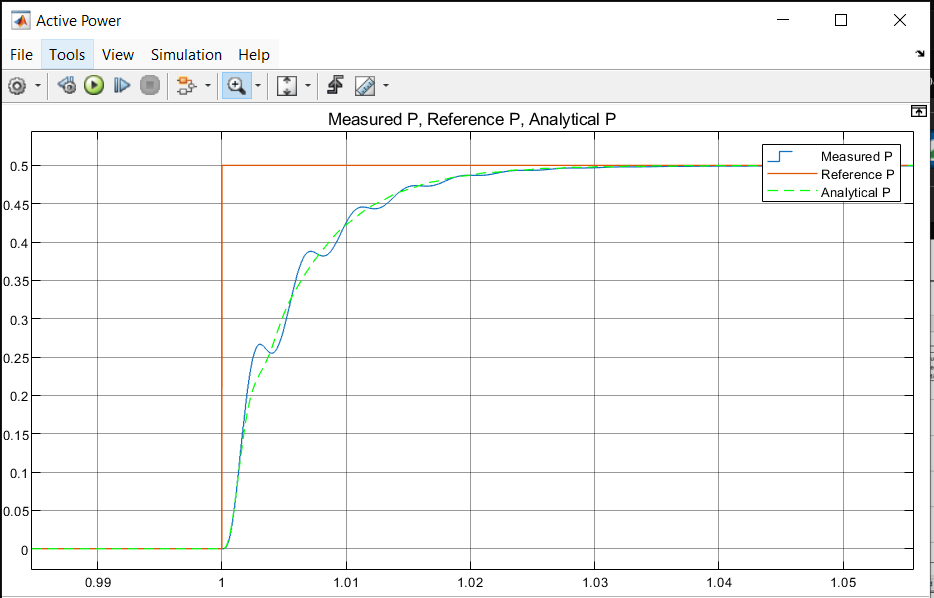 Active Power
File Tools View Simulation Help
Measured P, Reference P, Analytical P
Measured P
Reference P
Analytical P
0.5
0.45
0.4
0.35
0.3
0.25
0.2
0.15
0.1
0.05
0
0.99 1 1.01 1.02 1.03 1.04 1.05